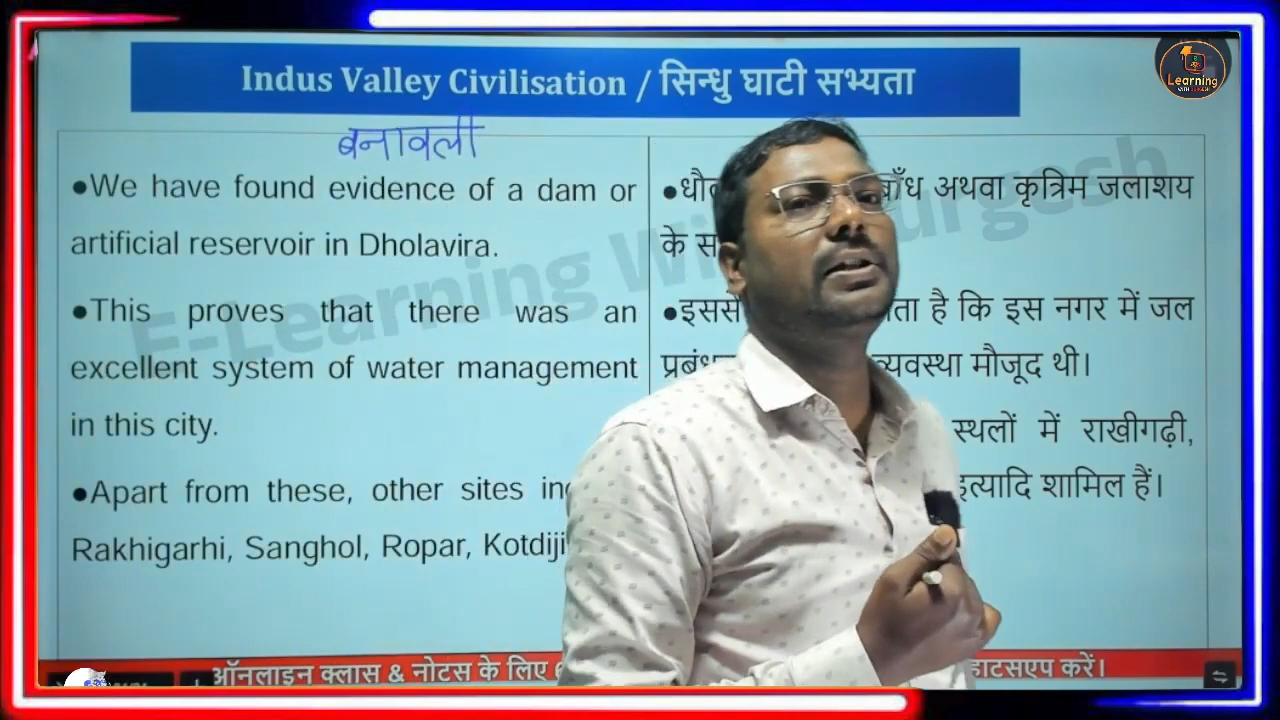 Indus Valley Civilisation / सिन्धु घाटी सभ्यता
Learning
बनावली
●We have found evidence of a dam or
artificial reservoir in Dholavira.
●This proves that there was an
excellent system of water management
in this city.
●Apart from these, other sites
Rakhigarhi, Sanghol, Ropar, Kotdiji
● अथवा कृत्रिम जलाशय
के
●इससे है कि इस नगर में जल
व्यवस्था मौजूद थी।
स्थलों में राखीगढ़ी,
इत्यादि शामिल हैं।
E-Learning
ऑनलाइन क्लास & नोटस के लिए करें।